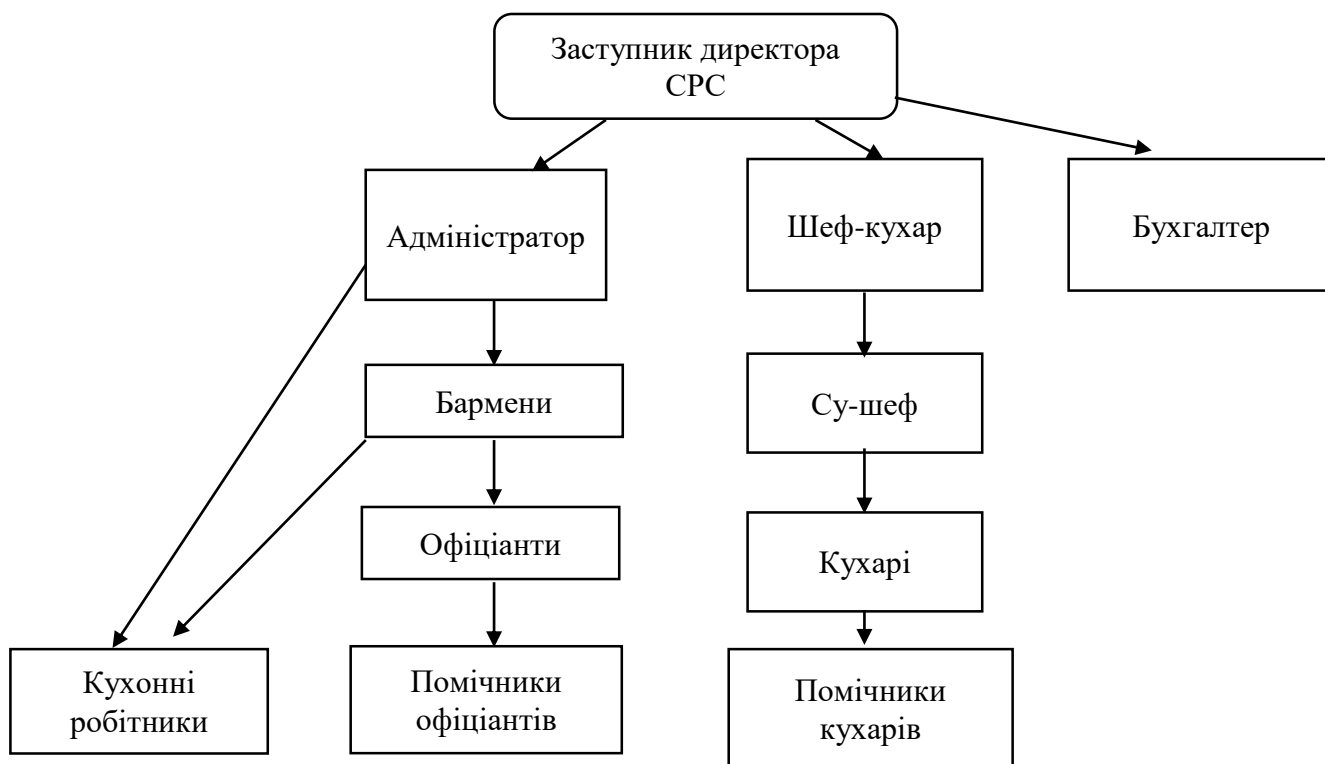 Заступник директора
СРС
Адміністратор
Шеф-кухар
Бухгалтер
Бармени
Су-шеф
Офіціанти
Кухарі
Кухонні
робітники
Помічники
офіціантів
Помічники
кухарів